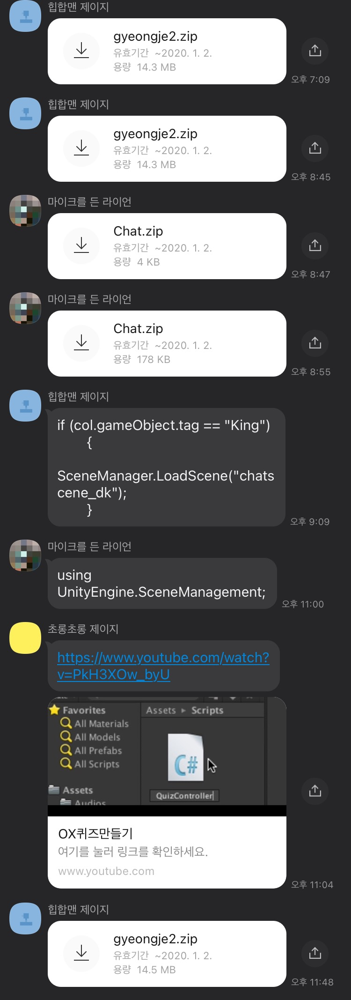 힙합맨 제이지
gyeongje2.zip
유효기간 ~2020. 1. 2.
용량 14.3 MB
오후 7:09
힙합맨 제이지
gyeongje2.zip
유효기간 ~2020. 1. 2.
용량 14.3 MB
오후 8:45
마이크를 든 라이언
Chat.zip
유효기간 ~2020. 1. 2.
용량 4 KB
오후 8:47
마이크를 든 라이언
Chat.zip
유효기간 ~2020. 1. 2.
용량 178 KB
오후 8:55
힙합맨 제이지
if (col.gameObject.tag == "King")
{
SceneManager.LoadScene("chats
cene_dk");
}
오후 9:09
마이크를 든 라이언
using
UnityEngine.SceneManagement;
오후 11:00
초롱초롱 제이지
https://www.youtube.com/watch?
v=PkH3XOw_byU
Favorites
All Materials
All Models
All Prefabs
All Scripts
Assets
Audios
Assets ▸ Scripts
C#
QuizController
OX퀴즈만들기
여기를 눌러 링크를 확인하세요.
www.youtube.com
오후 11:04
힙합맨 제이지
gyeongje2.zip
유효기간 ~2020. 1. 2.
용량 14.5 MB
오후 11:48